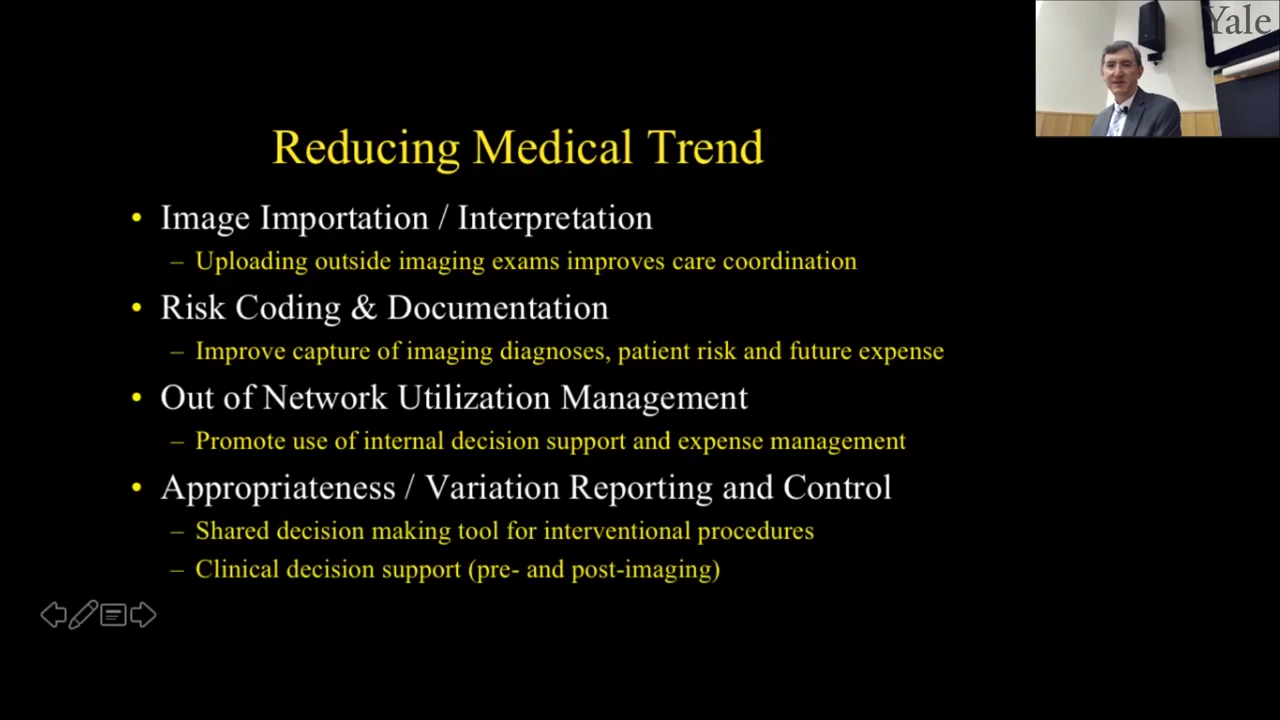 Yale
Reducing Medical Trend
• Image Importation / Interpretation
– Uploading outside imaging exams improves care coordination
• Risk Coding & Documentation
– Improve capture of imaging diagnoses, patient risk and future expense
• Out of Network Utilization Management
– Promote use of internal decision support and expense management
• Appropriateness / Variation Reporting and Control
– Shared decision making tool for interventional procedures
– Clinical decision support (pre- and post-imaging)